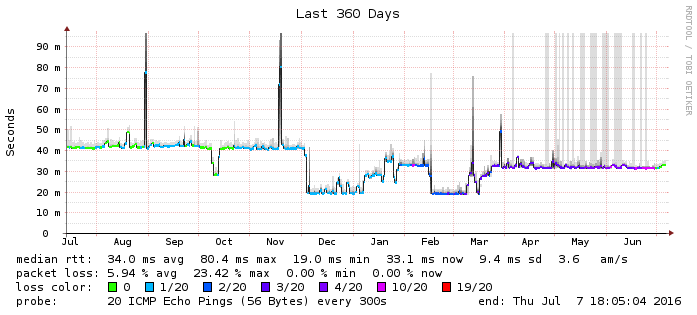 Last 360 Days
RRDTOOL / TOBI OETIKER
Seconds
90 m
80 m
70 m
60 m
50 m
40 m
30 m
20 m
10 m
0
Jul Aug Sep Oct Nov Dec Jan Feb Mar Apr May Jun
median rtt: 34.0 ms avg 80.4 ms max 19.0 ms min 33.1 ms now 9.4 ms sd 3.6 am/s
packet loss: 5.94 % avg 23.42 % max 0.00 % min 0.00 % now
loss color: 0 1/20 2/20 3/20 4/20 10/20 19/20
probe: 20 ICMP Echo Pings (56 Bytes) every 300s end: Thu Jul 7 18:05:04 2016